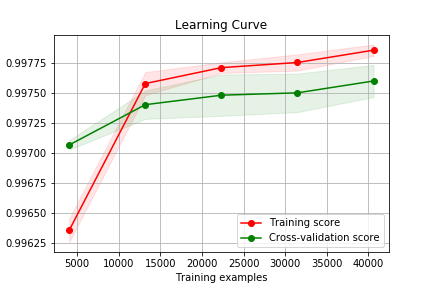 Learning Curve
0.99775
0.99750
0.99725
0.99700
0.99675
0.99650
0.99625
Training score
Cross-validation score
5000 10000 15000 20000 25000 30000 35000 40000
Training examples